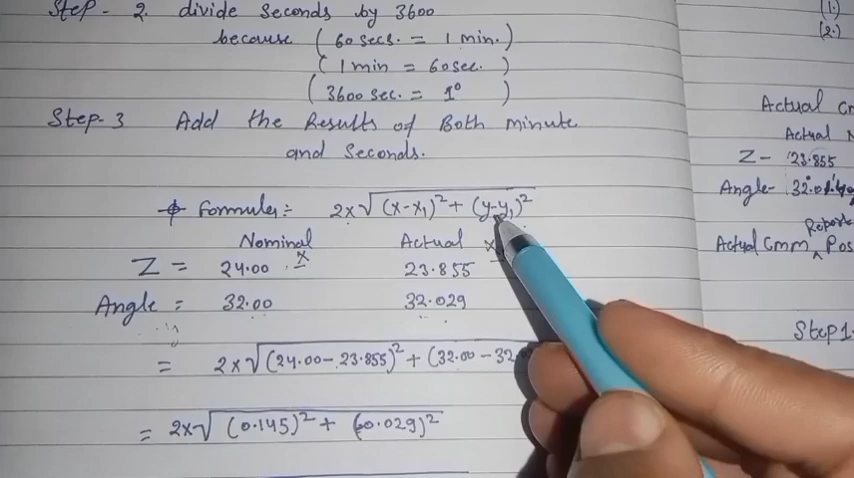 Step - 2. divide seconds by 3600
because ( 60 secs. = 1 min. )
( 1 min = 60 sec. )
( 3600 sec. = 1° )
Step-3 Add the Results of Both minute
and Seconds.
Formula:- 2x√(x-x₁)² + (y-y₁)²
Nominal Actual
Z = 24.00 x 23.855 x
Angle = 32.00 32.029
y
= 2x√(24.00-23.855)² + (32.00-32.
= 2x√(0.145)² + (0.029)²
(1.)
(2.)
Actual
Actual
Z- 23.855
Angle-
Report
Actual Cmm Pos
Step 1